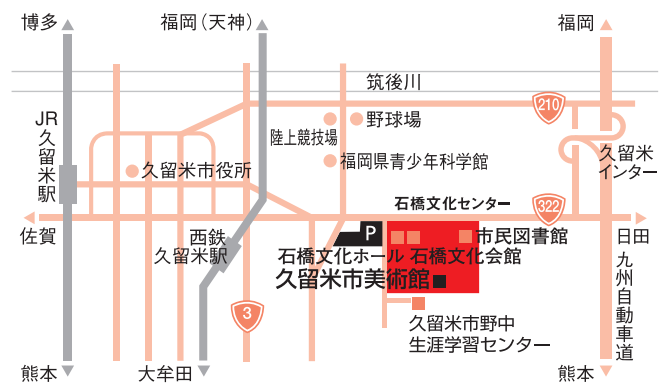 博多
福岡(天神)
福岡
筑後川
210
JR
久留米駅
陸上競技場
野球場
久留米市役所
福岡県青少年科学館
久留米
インター
石橋文化センター
322
佐賀
西鉄
久留米駅
P
市民図書館
日田
石橋文化ホール
石橋文化会館
久留米市美術館
九州自動車道
3
久留米市野中
生涯学習センター
熊本
大牟田
熊本